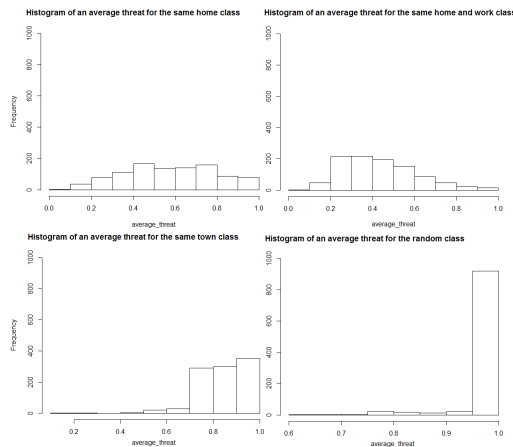 Histogram of an average threat for the same home class
Histogram of an average threat for the same home and work class
Frequency
0 200 400 600 800 1000
0 200 400 600 800 1000
0.0 0.2 0.4 0.6 0.8 1.0
0.0 0.2 0.4 0.6 0.8 1.0
average_threat
average_threat
Histogram of an average threat for the same town class
Histogram of an average threat for the random class
Frequency
0 200 400 600 800 1000
0 200 400 600 800 1000
0.2 0.4 0.6 0.8 1.0
0.6 0.7 0.8 0.9 1.0
average_threat
average_threat